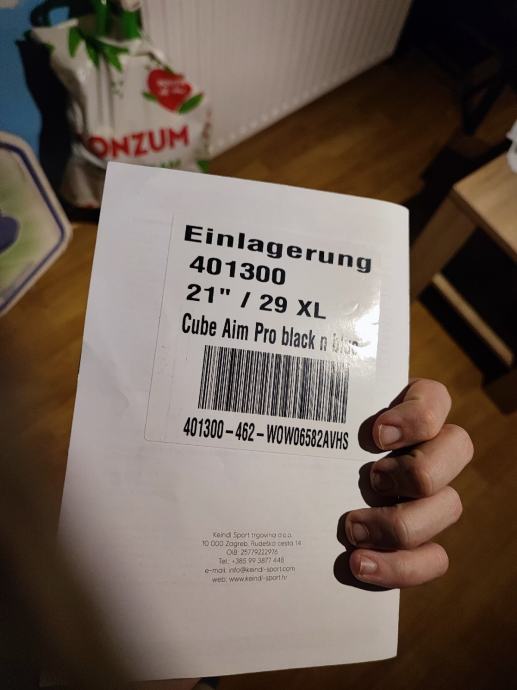 ONZUM
Einlagerung
401300
21" / 29 XL
Cube Aim Pro black n blue
401300-462-WOW06582AVHS
Keindl Sport trgovina d.o.o.
10 000 Zagreb, Rudeška cesta 14
OIB: 25779222976
Tel.: +385 99 3877 448
e-mail: info@keindl-sport.com
web: www.keindl-sport.hr